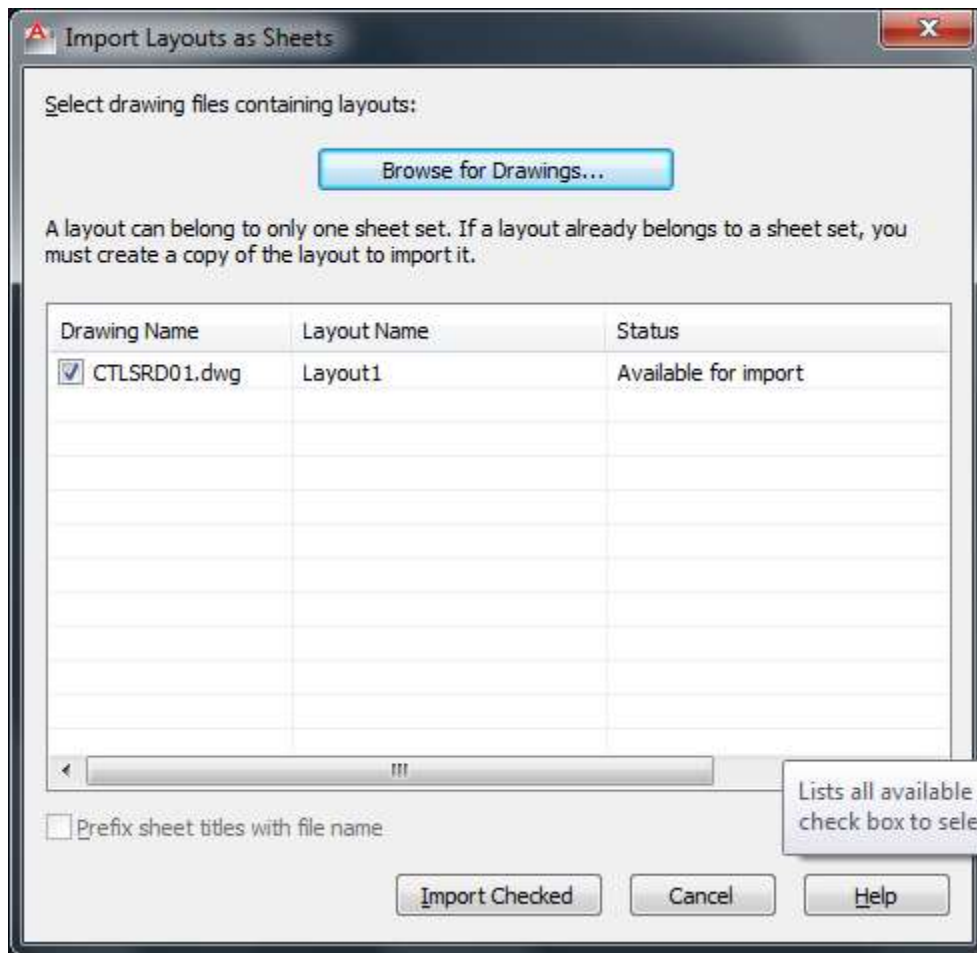 Import Layouts as Sheets
Select drawing files containing layouts:
Browse for Drawings...
A layout can belong to only one sheet set. If a layout already belongs to a sheet set, you
must create a copy of the layout to import it.
Drawing Name Layout Name Status
CTLSRD01.dwg Layout1 Available for import
Lists all available
check box to sele
Prefix sheet titles with file name
Import Checked Cancel Help